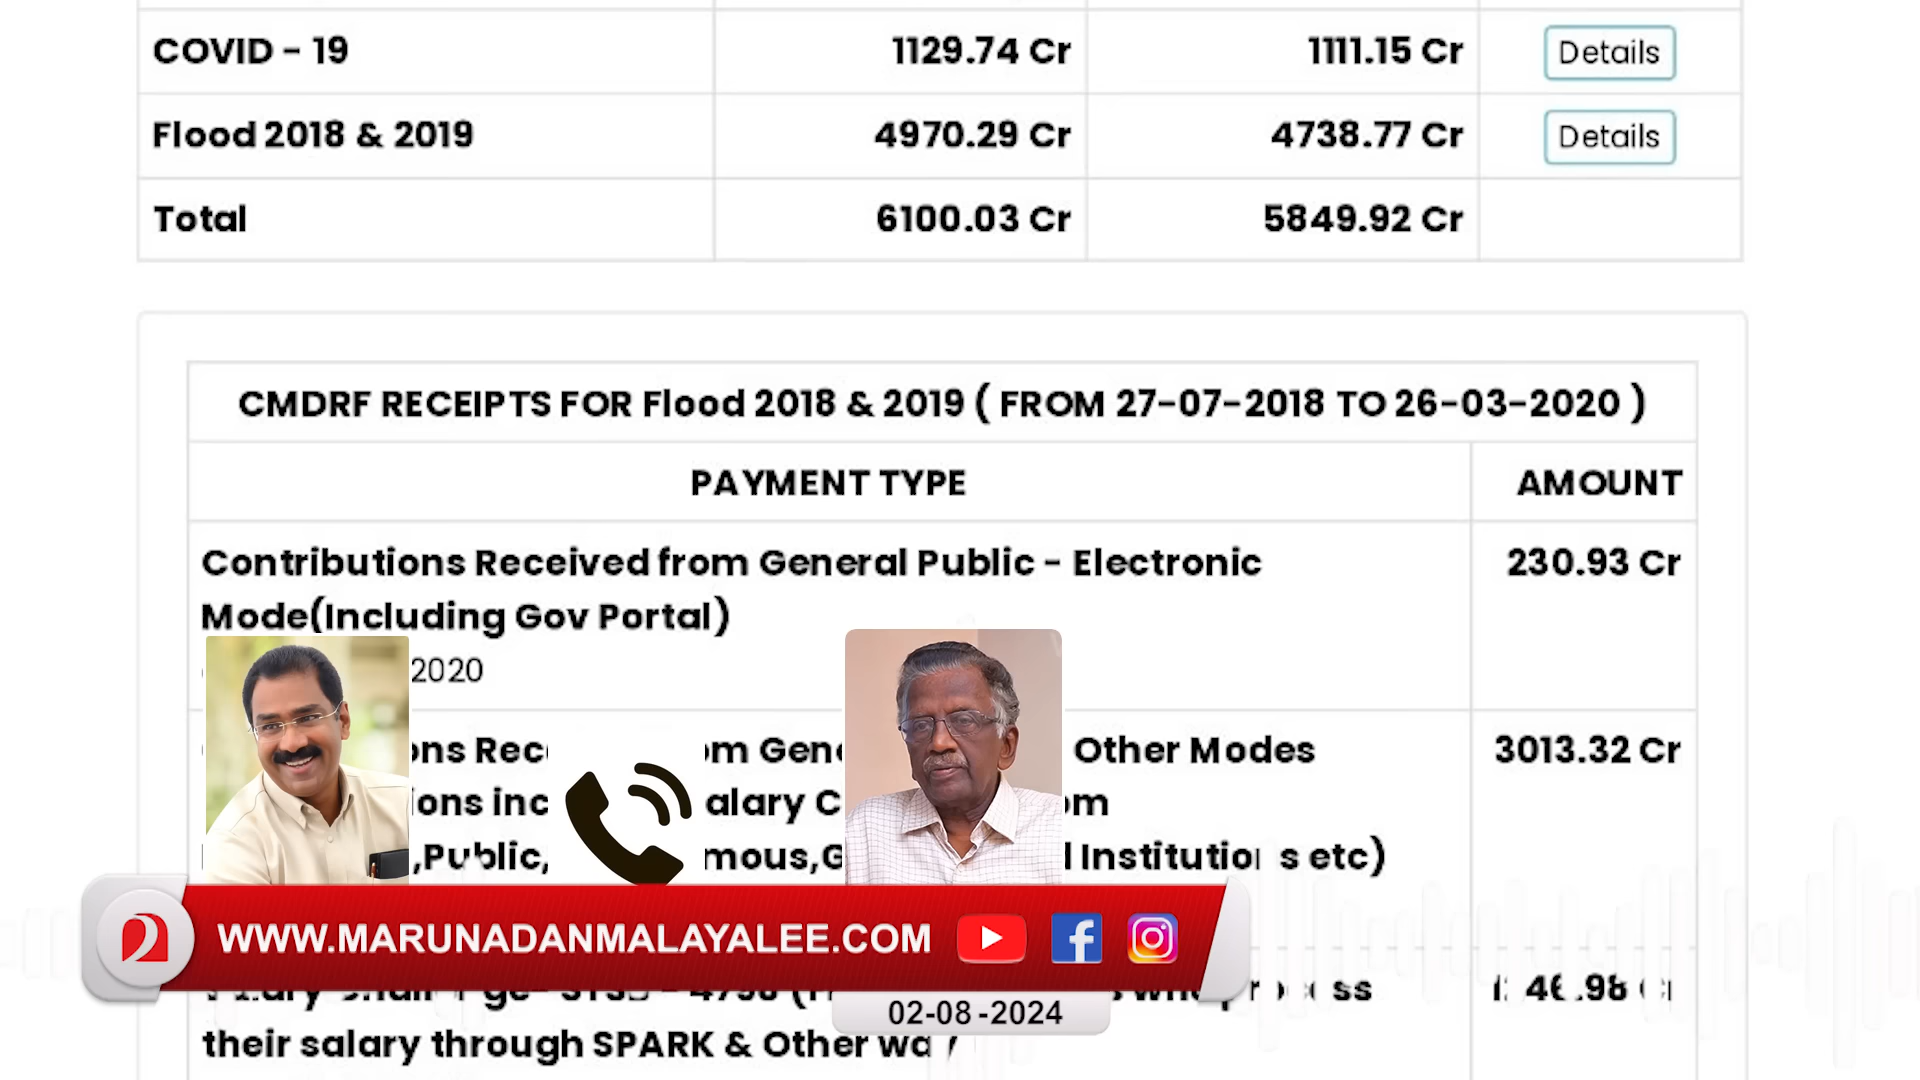 COVID - 19 1129.74 Cr 1111.15 Cr Details
Flood 2018 & 2019 4970.29 Cr 4738.77 Cr Details
Total 6100.03 Cr 5849.92 Cr
CMDRF RECEIPTS FOR Flood 2018 & 2019 ( FROM 27-07-2018 TO 26-03-2020 )
PAYMENT TYPE AMOUNT
Contributions Received from General Public - Electronic 230.93 Cr
Mode(Including Gov Portal)
2020
Other Modes 3013.32 Cr
,Public, Institutions etc)
WWW.MARUNADANMALAYALEE.COM
02-08-2024
their salary through SPARK & Other